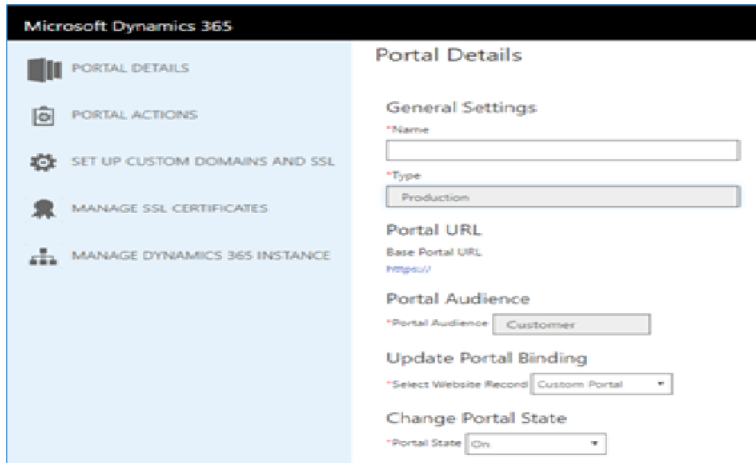 Microsoft Dynamics 365
PORTAL DETAILS
PORTAL ACTIONS
SET UP CUSTOM DOMAINS AND SSL
MANAGE SSL CERTIFICATES
MANAGE DYNAMICS 365 INSTANCE
Portal Details
General Settings
*Name
*Type
Production
Portal URL
Base Portal URL
https://
Portal Audience
*Portal Audience Customer
Update Portal Binding
*Select Website Record Custom Portal
Change Portal State
*Portal State On